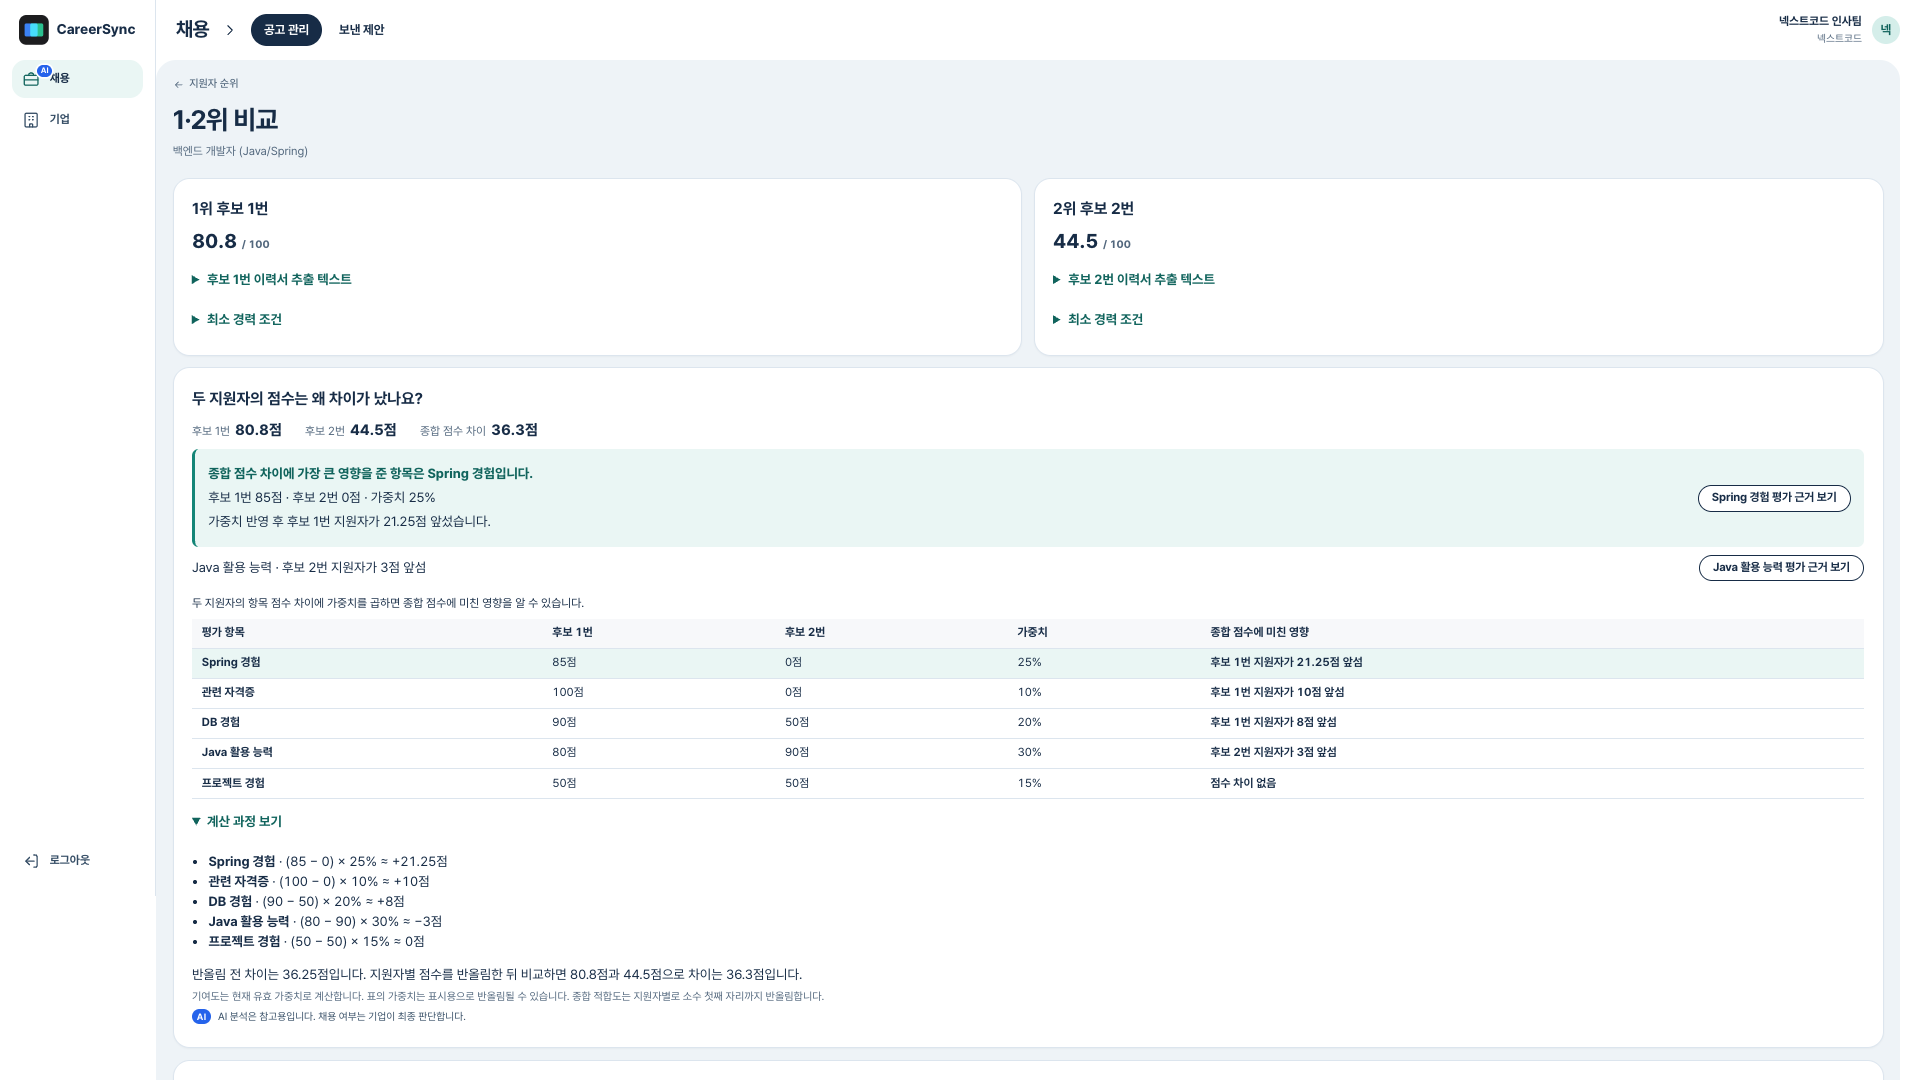 CareerSync
채용
공고 관리
보낸 제안
넥스트코드 인사팀
넥스트코드
넥
AI
채용
기업
로그아웃
← 지원자 순위
1·2위 비교
백엔드 개발자 (Java/Spring)
1위 후보 1번
80.8 / 100
▶ 후보 1번 이력서 추출 텍스트
▶ 최소 경력 조건
2위 후보 2번
44.5 / 100
▶ 후보 2번 이력서 추출 텍스트
▶ 최소 경력 조건
두 지원자의 점수는 왜 차이가 났나요?
후보 1번 80.8점 후보 2번 44.5점 종합 점수 차이 36.3점
종합 점수 차이에 가장 큰 영향을 준 항목은 Spring 경험입니다.
후보 1번 85점 · 후보 2번 0점 · 가중치 25%
가중치 반영 후 후보 1번 지원자가 21.25점 앞섰습니다.
Spring 경험 평가 근거 보기
Java 활용 능력 · 후보 2번 지원자가 3점 앞섬
Java 활용 능력 평가 근거 보기
두 지원자의 항목 점수 차이에 가중치를 곱하면 종합 점수에 미친 영향을 알 수 있습니다.
평가 항목 후보 1번 후보 2번 가중치 종합 점수에 미친 영향
Spring 경험 85점 0점 25% 후보 1번 지원자가 21.25점 앞섬
관련 자격증 100점 0점 10% 후보 1번 지원자가 10점 앞섬
DB 경험 90점 50점 20% 후보 1번 지원자가 8점 앞섬
Java 활용 능력 80점 90점 30% 후보 2번 지원자가 3점 앞섬
프로젝트 경험 50점 50점 15% 점수 차이 없음
▼ 계산 과정 보기
• Spring 경험 · (85 − 0) × 25% ≈ +21.25점
• 관련 자격증 · (100 − 0) × 10% ≈ +10점
• DB 경험 · (90 − 50) × 20% ≈ +8점
• Java 활용 능력 · (80 − 90) × 30% ≈ −3점
• 프로젝트 경험 · (50 − 50) × 15% ≈ 0점
반올림 전 차이는 36.25점입니다. 지원자별 점수를 반올림한 뒤 비교하면 80.8점과 44.5점으로 차이는 36.3점입니다.
기여도는 현재 유효 가중치로 계산합니다. 표의 가중치는 표시용으로 반올림될 수 있습니다. 종합 적합도는 지원자별로 소수 첫째 자리까지 반올림합니다.
AI AI 분석은 참고용입니다. 채용 여부는 기업이 최종 판단합니다.